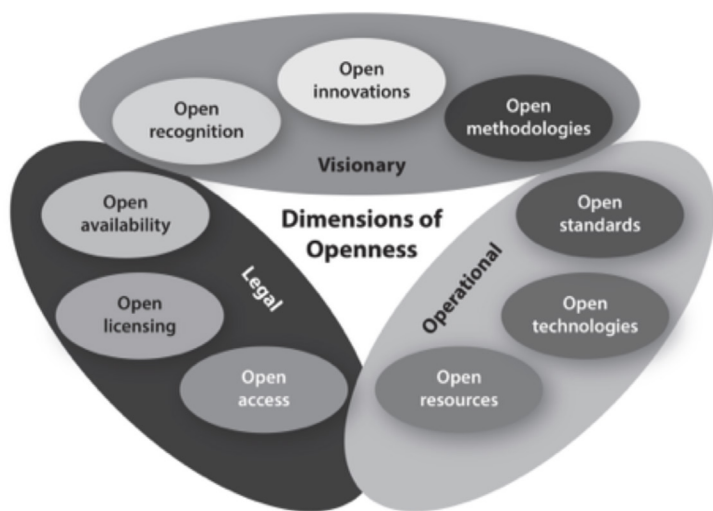 Open
innovations
Open
recognition
Open
methodologies
Visionary
Dimensions of
Openness
Open
availability
Open
licensing
Open
access
Legal
Open
standards
Open
technologies
Open
resources
Operational